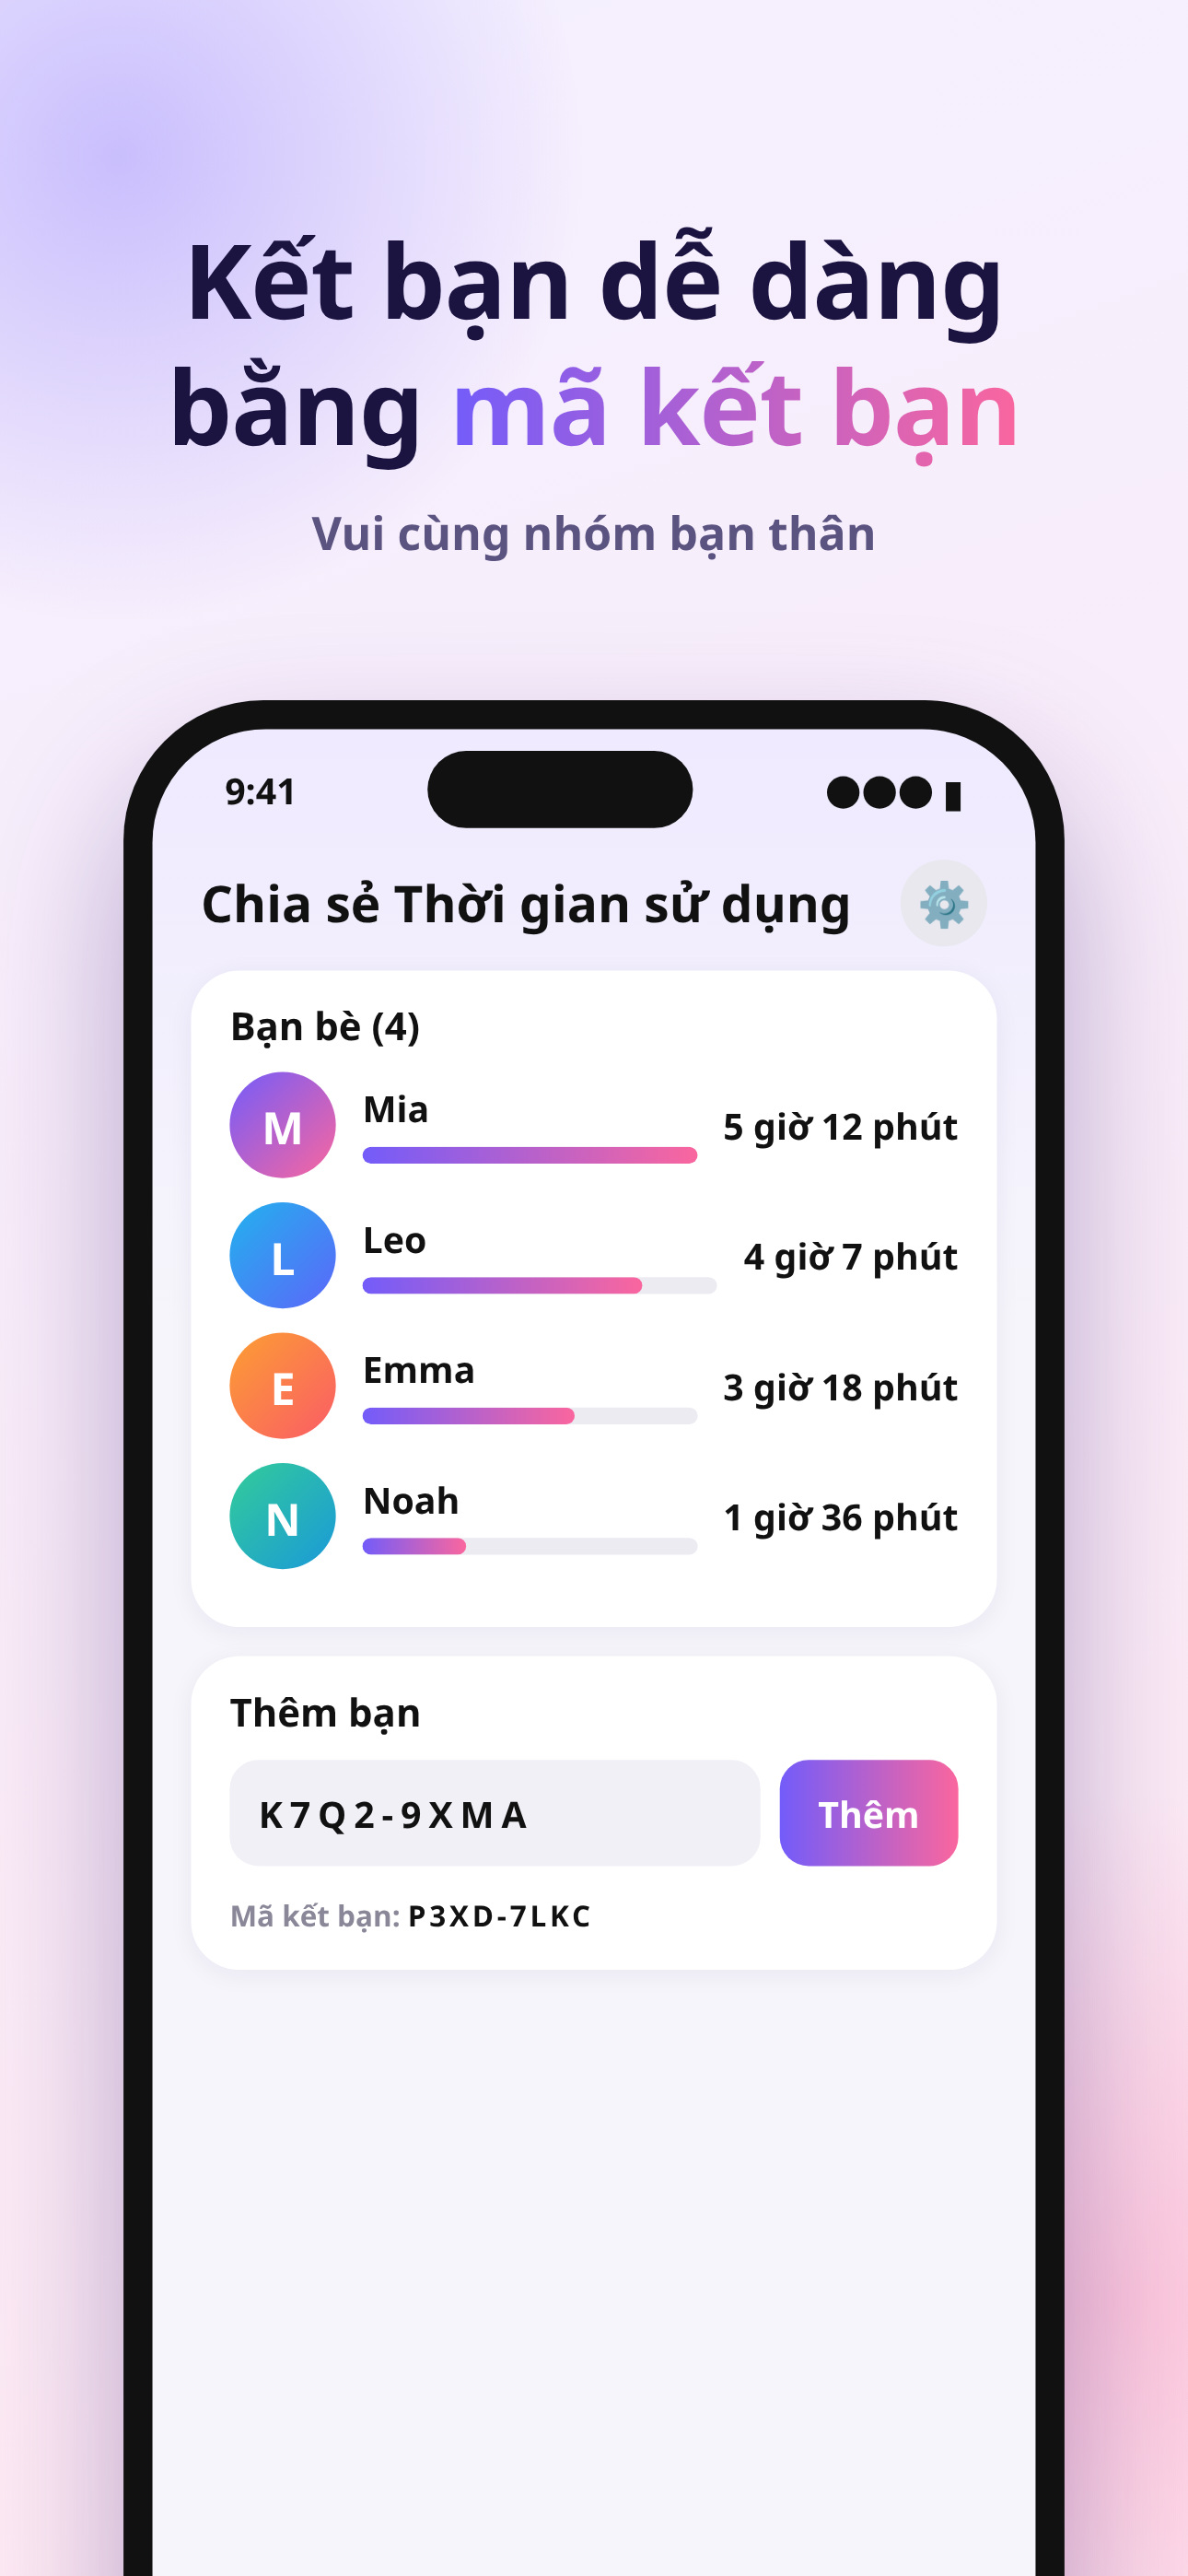 Kết bạn dễ dàng
bằng mã kết bạn
Vui cùng nhóm bạn thân
9:41
Chia sẻ Thời gian sử dụng
Bạn bè (4)
M
Mia
5 giờ 12 phút
L
Leo
4 giờ 7 phút
E
Emma
3 giờ 18 phút
N
Noah
1 giờ 36 phút
Thêm bạn
K7Q2-9XMA
Thêm
Mã kết bạn: P3XD-7LKC